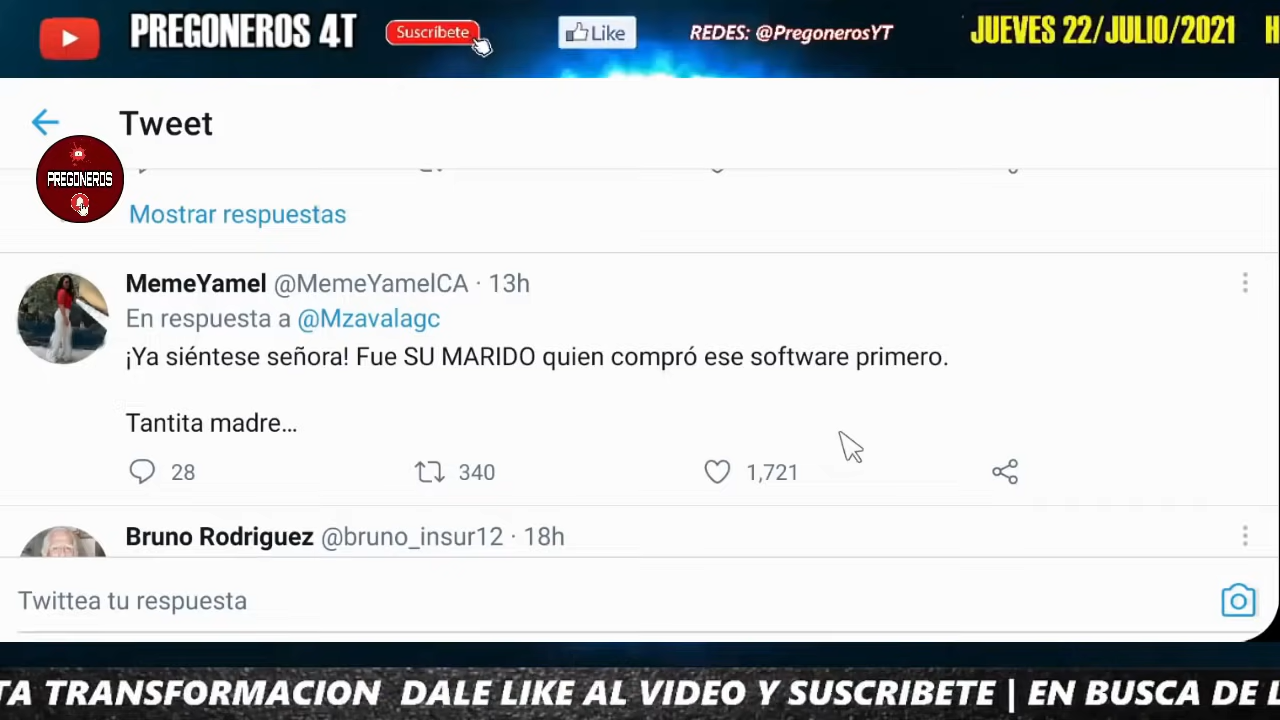 PREGONEROS 4T
Suscríbete
Like
REDES: @PregonerosYT
JUEVES 22/JULIO/2021
Tweet
PREGONEROS
Mostrar respuestas
MemeYamel @MemeYamelCA · 13h
En respuesta a @Mzavalagc
¡Ya siéntese señora! Fue SU MARIDO quien compró ese software primero.
Tantita madre...
28 340 1,721
Bruno Rodriguez @bruno_insur12 · 18h
Twittea tu respuesta
TA TRANSFORMACION DALE LIKE AL VIDEO Y SUSCRIBETE | EN BUSCA DE